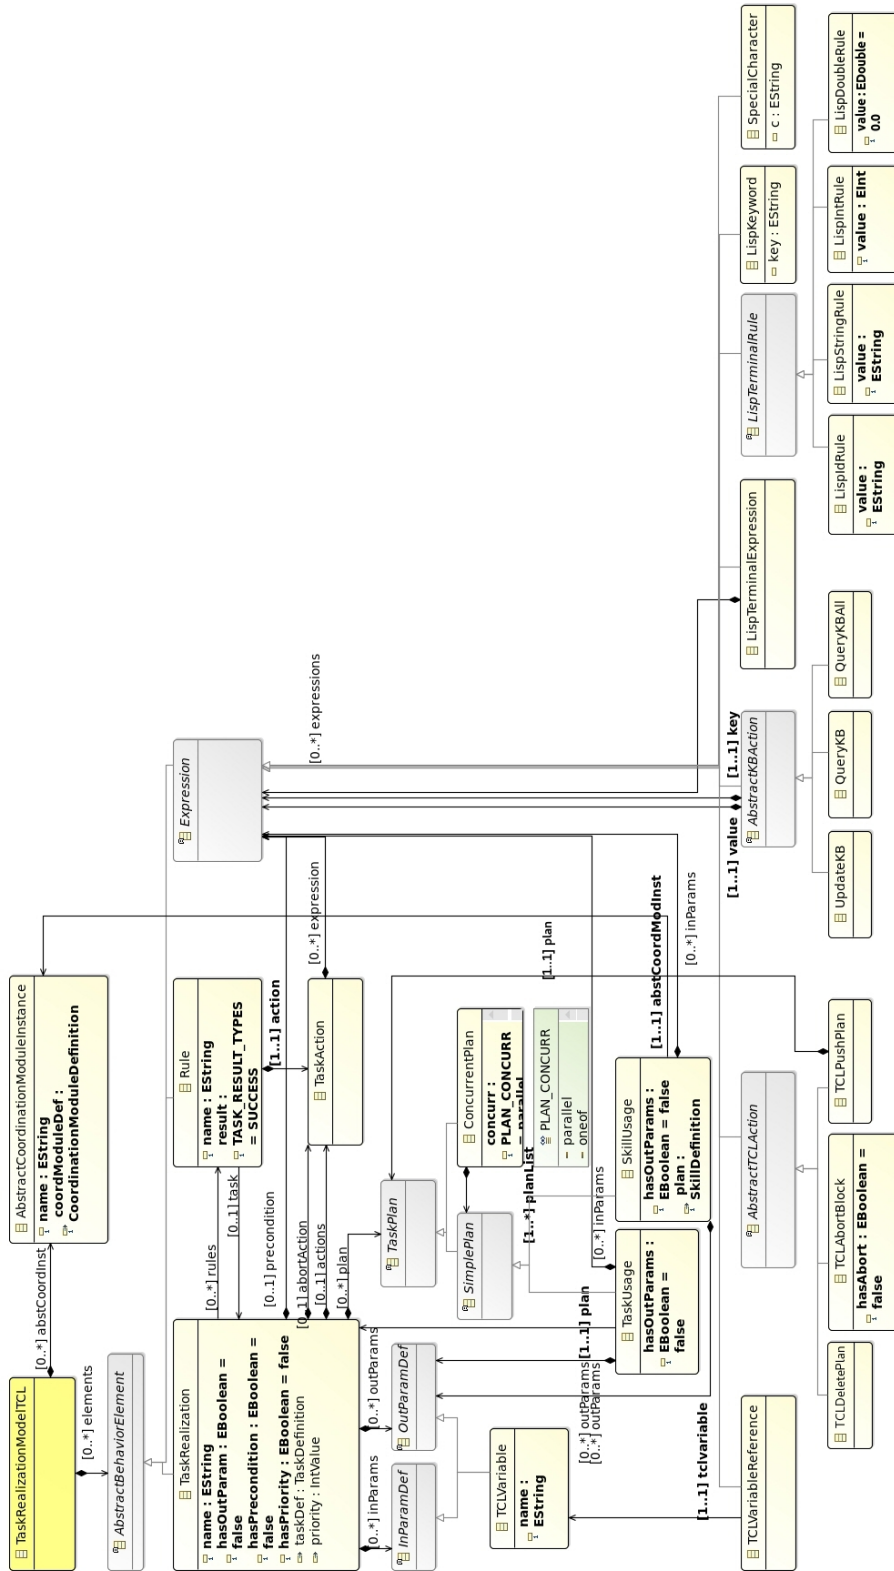 TaskRealizationModelTCL
[0..*] abstCoordInst
[0..*] elements
AbstractCoordinationModuleInstance
name : EString
coordModuleDef :
CoordinationModuleDefinition
AbstractBehaviorElement
TaskRealization
name : EString
hasOutParam : EBoolean =
false
hasPrecondition : EBoolean =
false
hasPriority : EBoolean = false
taskDef : TaskDefinition
priority : IntValue
[0..*] rules
[0..1] task
[0..1] precondition
[0..1] abortAction
[0..1] actions
[0..*] plan
[0..*] inParams
[0..*] outParams
Rule
name : EString
result :
TASK_RESULT_TYPES
= SUCCESS
[1..1] action
TaskAction
[0..*] expression
Expression
[0..*] expressions
InParamDef
OutParamDef
TaskPlan
SimplePlan
ConcurrentPlan
concurr :
PLAN_CONCURR
= parallel
PLAN_CONCURR
parallel
oneof
[1..*] planList
[1..1] plan
TCLVariable
name :
EString
[0..*] outParams
[0..*] outParams
[1..1] plan
TaskUsage
hasOutParams :
EBoolean =
false
[0..*] inParams
SkillUsage
hasOutParams :
EBoolean = false
plan :
SkillDefinition
[1..1] abstCoordModInst
[0..*] inParams
[1..1] tclvariable
[1..1] value
[1..1] key
TCLVariableReference
AbstractTCLAction
AbstractKBAction
LispTerminalExpression
LispTerminalRule
LispKeyword
key : EString
SpecialCharacter
c : EString
TCLDeletePlan
TCLAbortBlock
hasAbort : EBoolean =
false
TCLPushPlan
UpdateKB
QueryKB
QueryKBAll
LispIdRule
value :
EString
LispStringRule
value :
EString
LispIntRule
value : EInt
LispDoubleRule
value : EDouble =
0.0